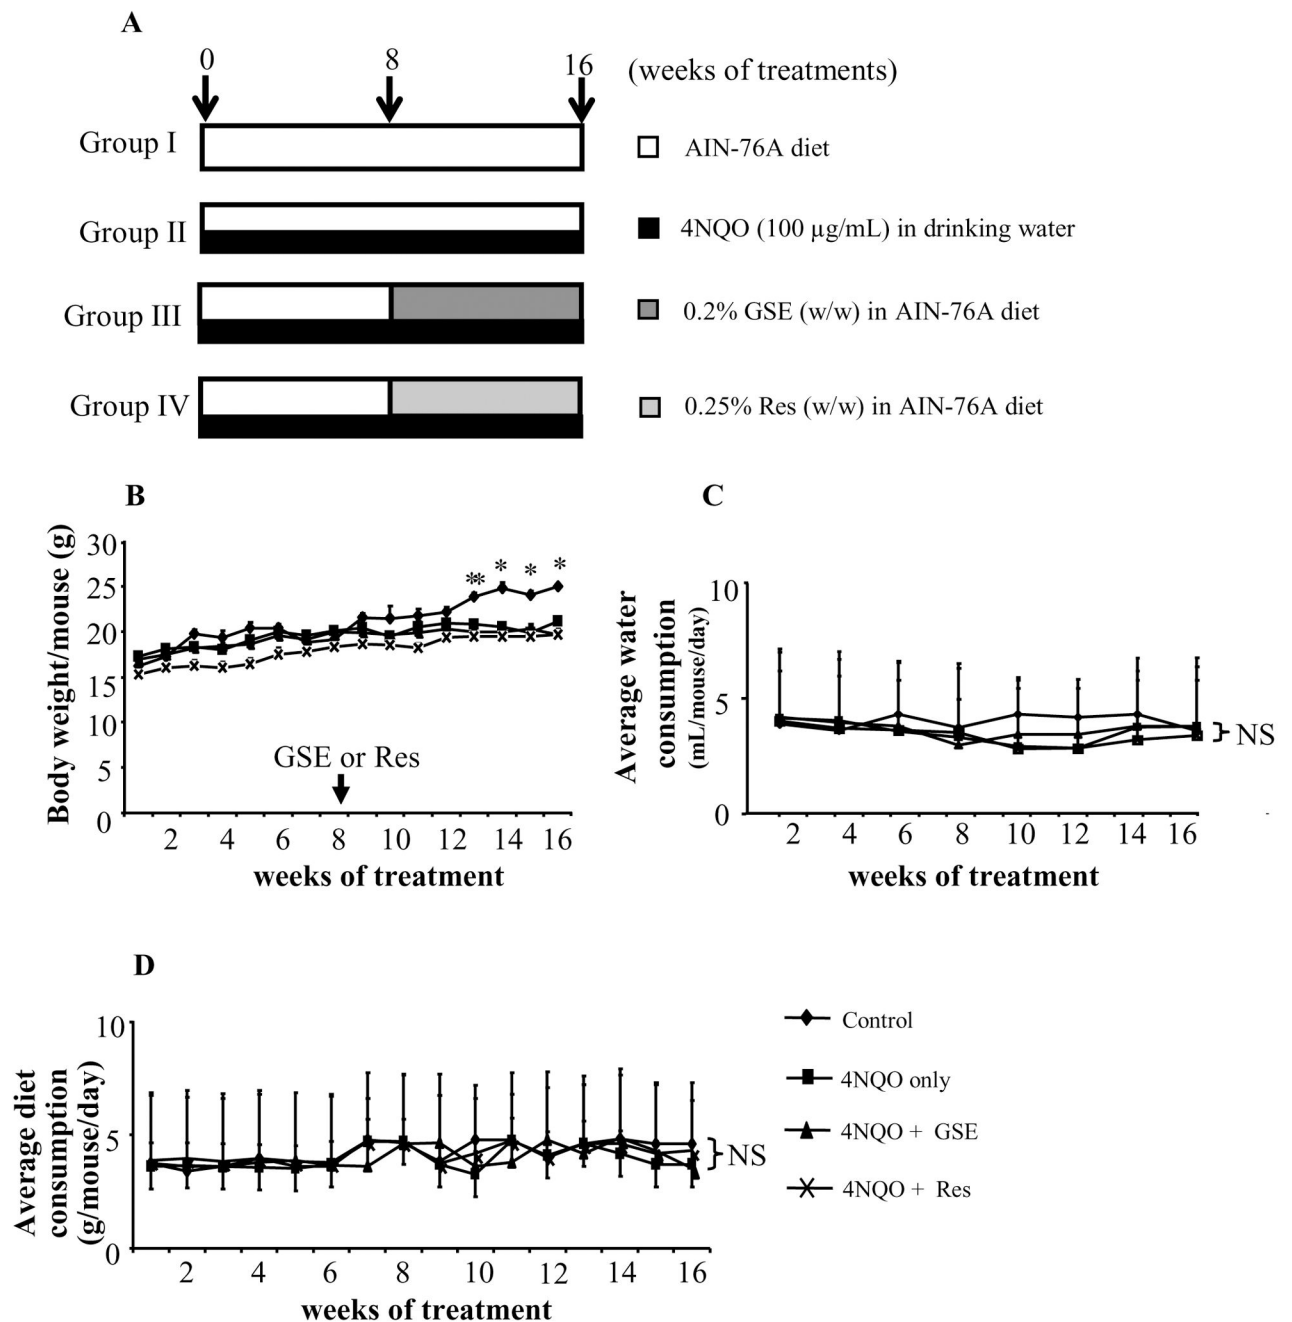 A
0 8 16 (weeks of treatments)
Group I
AIN-76A diet
Group II
4NQO (100 µg/mL) in drinking water
Group III
0.2% GSE (w/w) in AIN-76A diet
Group IV
0.25% Res (w/w) in AIN-76A diet
B
Body weight/mouse (g)
30
25
20
15
10
5
0
** * * *
GSE or Res
2 4 6 8 10 12 14 16
weeks of treatment
C
Average water
consumption
(mL/mouse/day)
10
5
0
NS
2 4 6 8 10 12 14 16
weeks of treatment
D
Average diet
consumption
(g/mouse/day)
10
5
0
NS
2 4 6 8 10 12 14 16
weeks of treatment
Control
4NQO only
4NQO + GSE
4NQO + Res